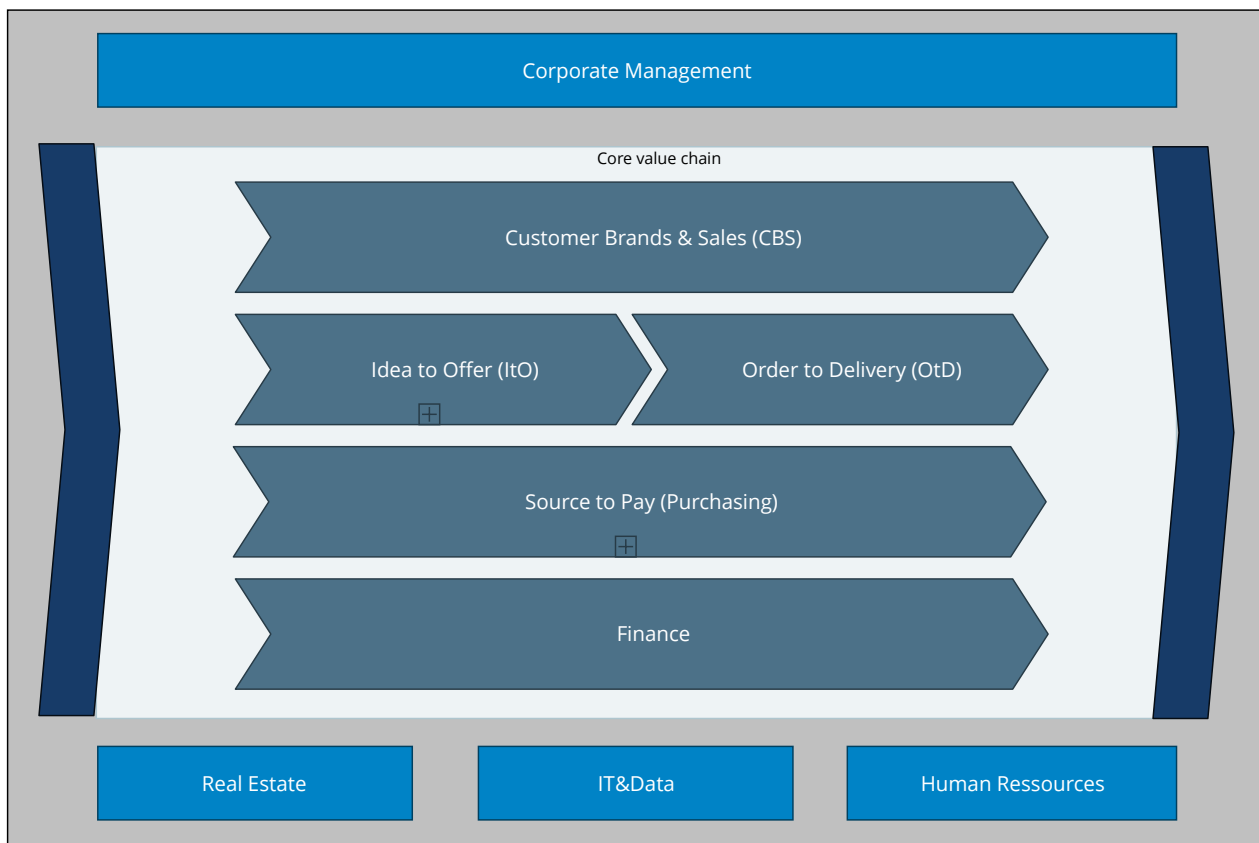 Corporate Management
Core value chain
Customer Brands & Sales (CBS)
Idea to Offer (ItO)
Order to Delivery (OtD)
Source to Pay (Purchasing)
Finance
Real Estate
IT&Data
Human Ressources